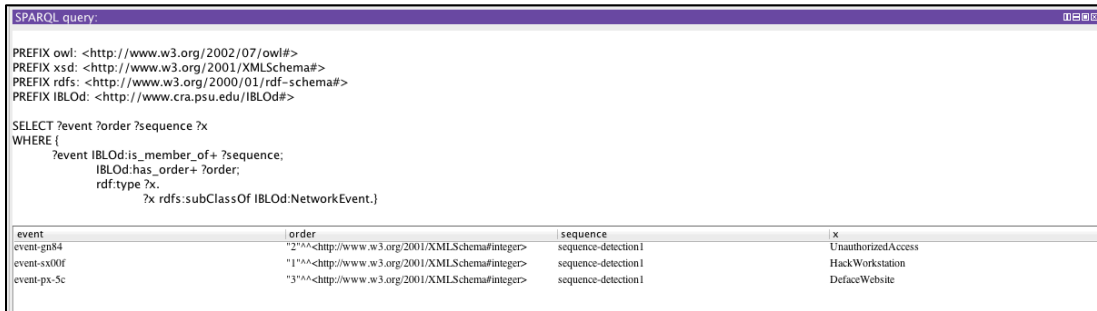 SPARQL query:
PREFIX owl: <http://www.w3.org/2002/07/owl#>
PREFIX xsd: <http://www.w3.org/2001/XMLSchema#>
PREFIX rdfs: <http://www.w3.org/2000/01/rdf-schema#>
PREFIX IBLOd: <http://www.cra.psu.edu/IBLOd#>
SELECT ?event ?order ?sequence ?x
WHERE {
?event IBLOd:is_member_of+ ?sequence;
IBLOd:has_order+ ?order;
rdf:type ?x.
?x rdfs:subClassOf IBLOd:NetworkEvent.}
event order sequence x
event-gn84 "2"^^<http://www.w3.org/2001/XMLSchema#integer> sequence-detection1 UnauthorizedAccess
event-sx00f "1"^^<http://www.w3.org/2001/XMLSchema#integer> sequence-detection1 HackWorkstation
event-px-5c "3"^^<http://www.w3.org/2001/XMLSchema#integer> sequence-detection1 DefaceWebsite